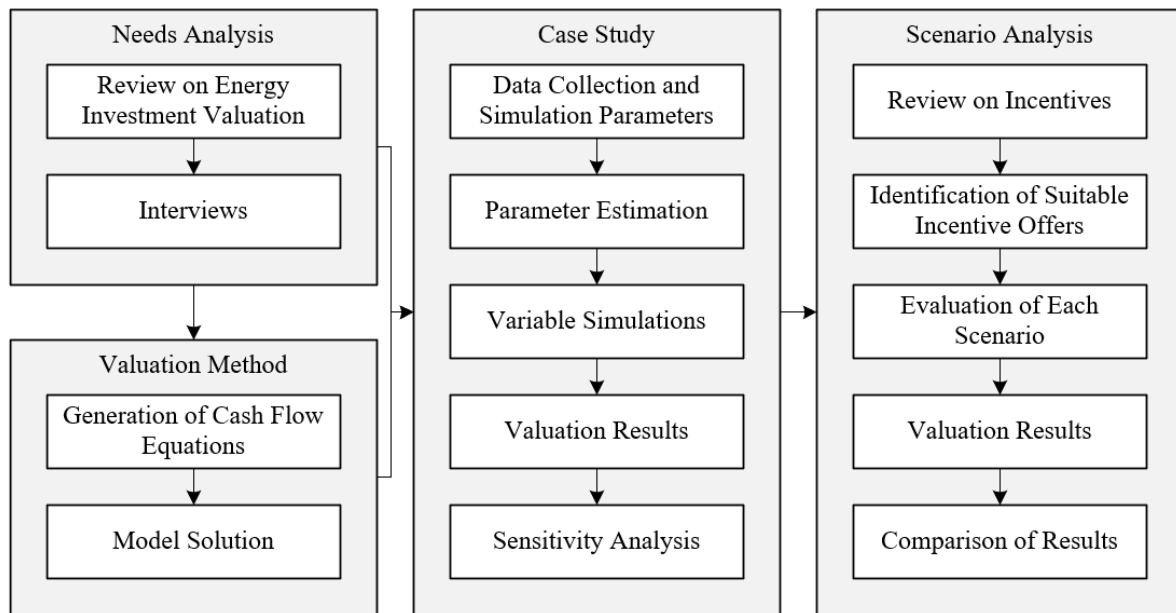 Needs Analysis
Review on Energy
Investment Valuation
Interviews
Valuation Method
Generation of Cash Flow
Equations
Model Solution
Case Study
Data Collection and
Simulation Parameters
Parameter Estimation
Variable Simulations
Valuation Results
Sensitivity Analysis
Scenario Analysis
Review on Incentives
Identification of Suitable
Incentive Offers
Evaluation of Each
Scenario
Valuation Results
Comparison of Results